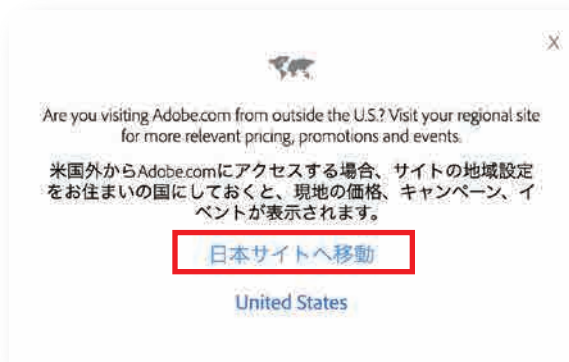 X
Are you visiting Adobe.com from outside the U.S.? Visit your regional site
for more relevant pricing, promotions and events.
米国外からAdobe.comにアクセスする場合、サイトの地域設定
をお住まいの国にしておくと、現地の価格、キャンペーン、イ
ベントが表示されます。
日本サイトへ移動
United States